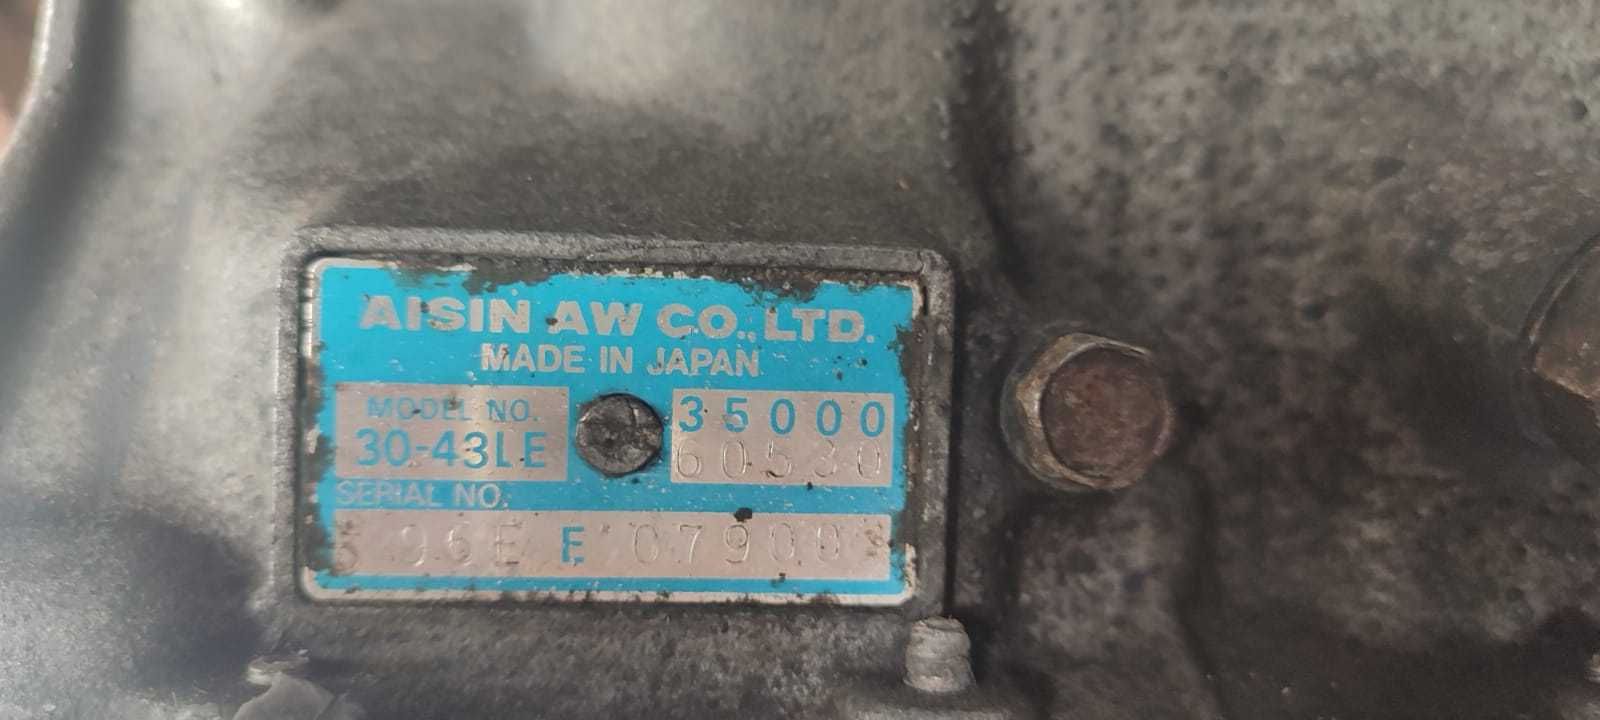 AISIN AW CO., LTD.
MADE IN JAPAN
MODEL NO.
30-43LE
35000
60530
SERIAL NO.
96E F 07900